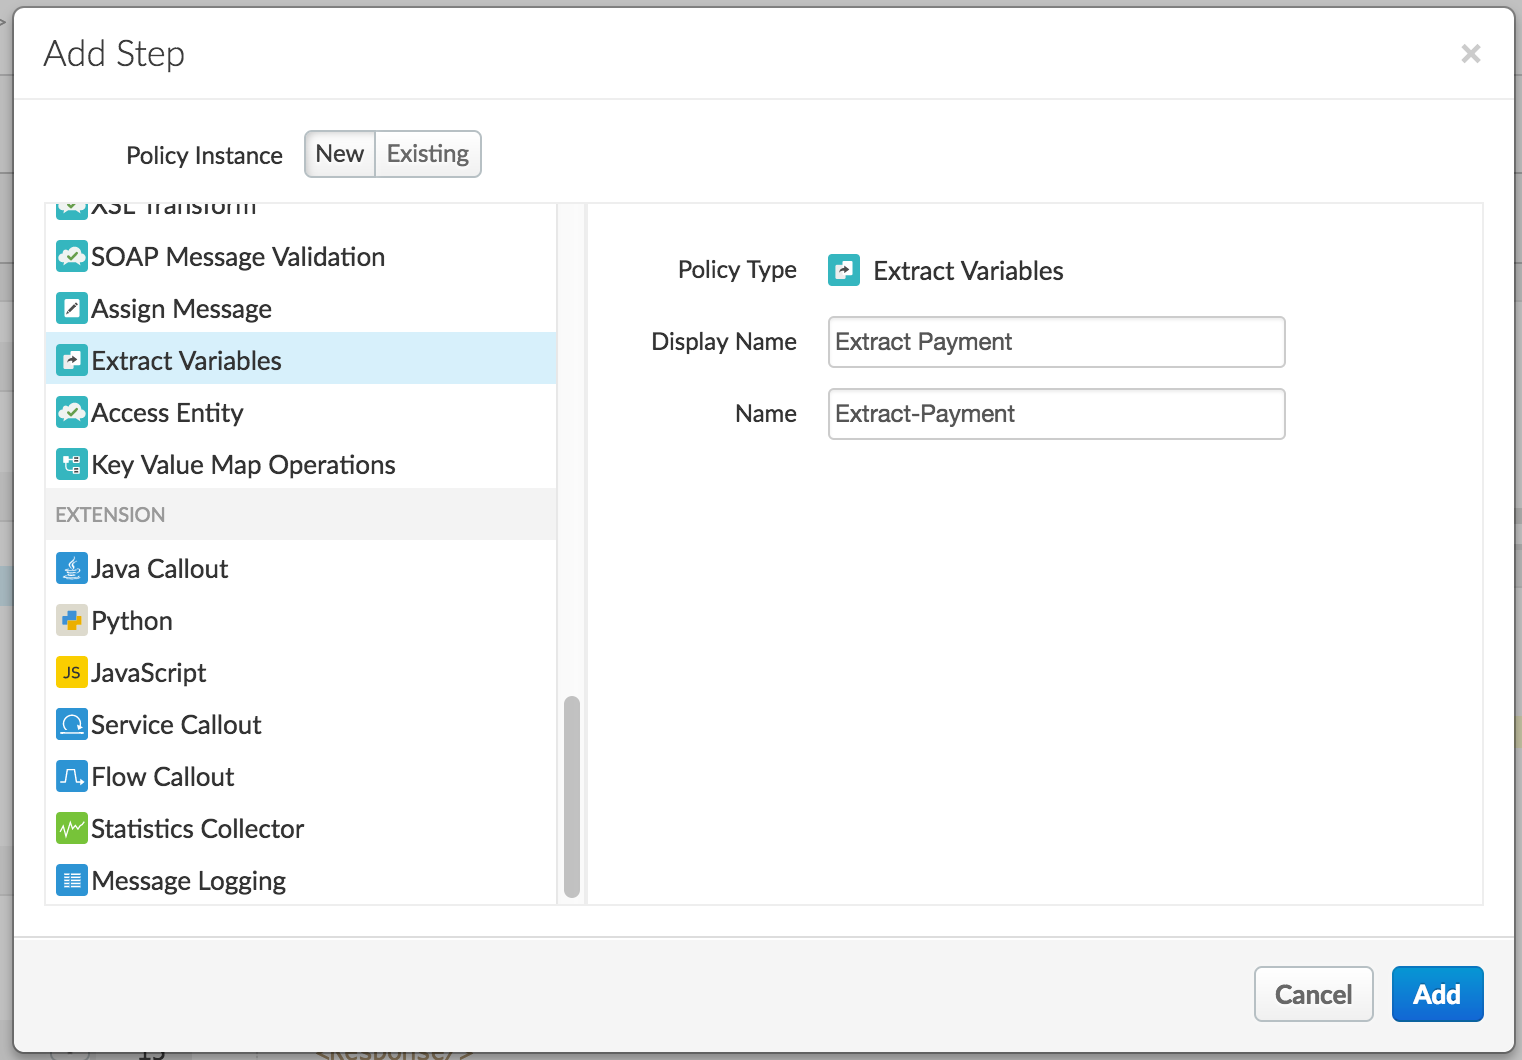 Add Step
×
Policy Instance
New
Existing
XSL Transform
SOAP Message Validation
Assign Message
Extract Variables
Access Entity
Key Value Map Operations
EXTENSION
Java Callout
Python
JS JavaScript
Service Callout
Flow Callout
Statistics Collector
Message Logging
Policy Type
Extract Variables
Display Name
Extract Payment
Name
Extract-Payment
Cancel
Add
15
<Response/>